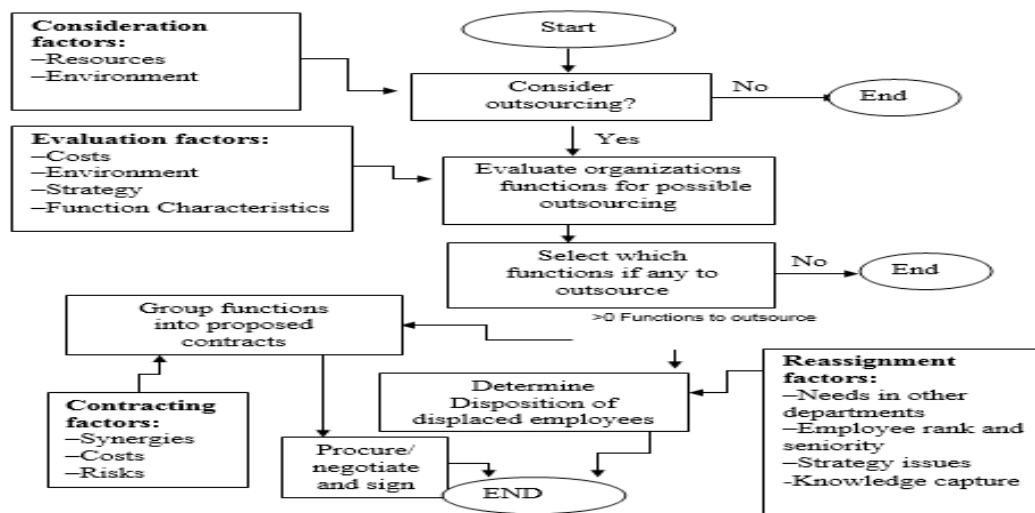 Consideration
factors:
–Resources
–Environment
Start
Consider
outsourcing?
No
End
Yes
Evaluation factors:
–Costs
–Environment
–Strategy
–Function Characteristics
Evaluate organizations
functions for possible
outsourcing
Select which
functions if any to
outsource
No
End
>0 Functions to outsource
Group functions
into proposed
contracts
Determine
Disposition of
displaced employees
Reassignment
factors:
–Needs in other
departments
–Employee rank and
seniority
–Strategy issues
-Knowledge capture
Contracting
factors:
–Synergies
–Costs
–Risks
Procure/
negotiate
and sign
END